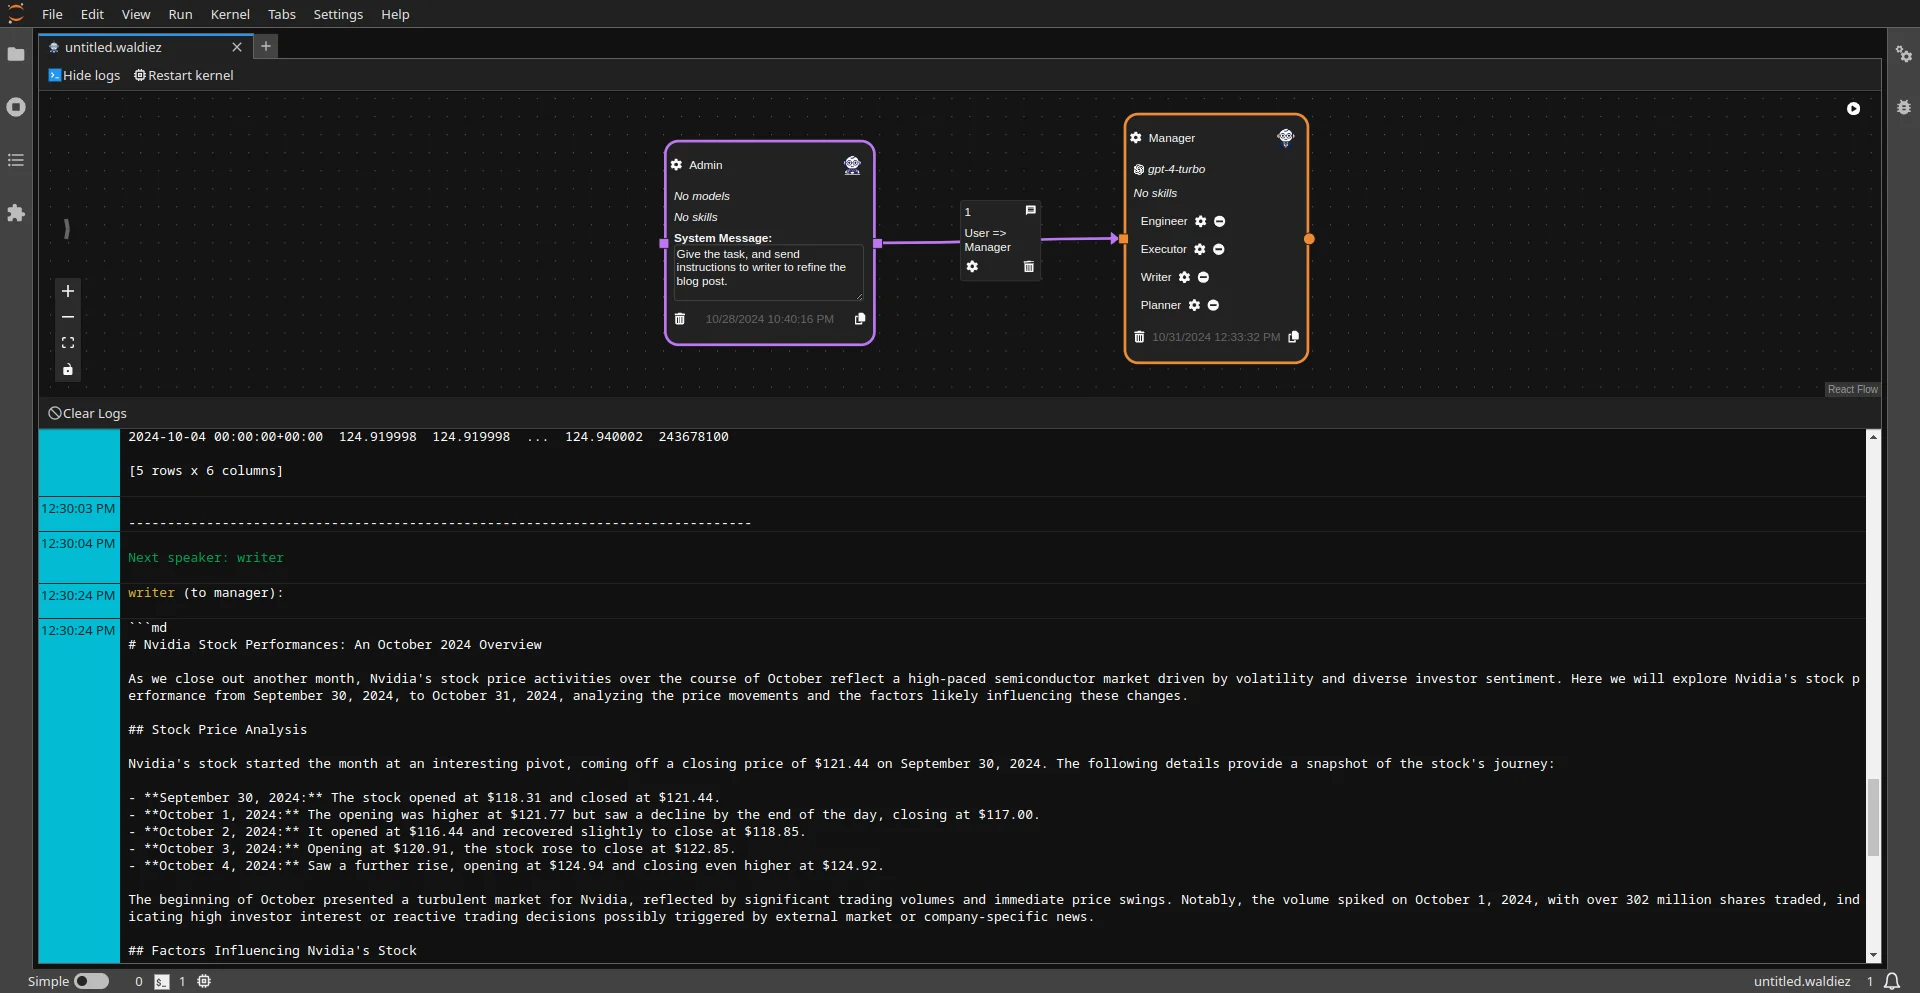 File Edit View Run Kernel Tabs Settings Help
untitled.waldiez
Hide logs Restart kernel
Admin
No models
No skills
System Message:
Give the task, and send
instructions to writer to refine the
blog post.
10/28/2024 10:40:16 PM
1
User =>
Manager
Manager
gpt-4-turbo
No skills
Engineer
Executor
Writer
Planner
10/31/2024 12:33:32 PM
React Flow
Clear Logs
2024-10-04 00:00:00+00:00 124.919998 124.919998 ... 124.940002 243678100
[5 rows x 6 columns]
12:30:03 PM
--------------------------------------------------------------------------------
12:30:04 PM
Next speaker: writer
12:30:24 PM writer (to manager):
12:30:24 PM ```md
# Nvidia Stock Performances: An October 2024 Overview
As we close out another month, Nvidia's stock price activities over the course of October reflect a high-paced semiconductor market driven by volatility and diverse investor sentiment. Here we will explore Nvidia's stock p
erformance from September 30, 2024, to October 31, 2024, analyzing the price movements and the factors likely influencing these changes.
## Stock Price Analysis
Nvidia's stock started the month at an interesting pivot, coming off a closing price of $121.44 on September 30, 2024. The following details provide a snapshot of the stock's journey:
- **September 30, 2024:** The stock opened at $118.31 and closed at $121.44.
- **October 1, 2024:** The opening was higher at $121.77 but saw a decline by the end of the day, closing at $117.00.
- **October 2, 2024:** It opened at $116.44 and recovered slightly to close at $118.85.
- **October 3, 2024:** Opening at $120.91, the stock rose to close at $122.85.
- **October 4, 2024:** Saw a further rise, opening at $124.94 and closing even higher at $124.92.
The beginning of October presented a turbulent market for Nvidia, reflected by significant trading volumes and immediate price swings. Notably, the volume spiked on October 1, 2024, with over 302 million shares traded, ind
icating high investor interest or reactive trading decisions possibly triggered by external market or company-specific news.
## Factors Influencing Nvidia's Stock
Simple 0 $_ 1 untitled.waldiez 1